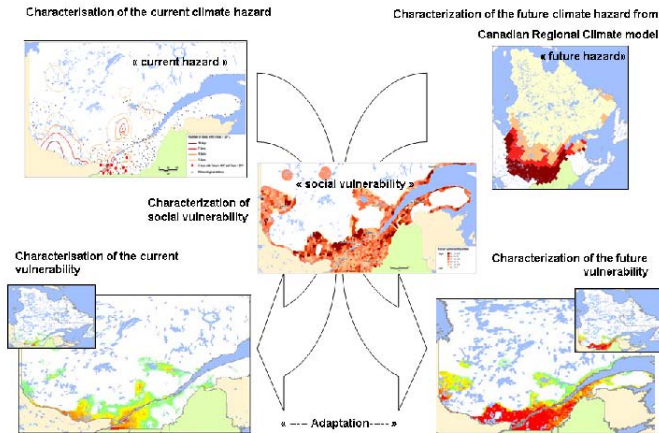 Characterisation of the current climate hazard
Characterization of the future climate hazard from
Canadian Regional Climate model
« current hazard »
« future hazard»
« social vulnerability »
Characterization of
social vulnerability
Characterisation of the current
vulnerability
Characterization of the future
vulnerability
« ---- Adaptation----- »